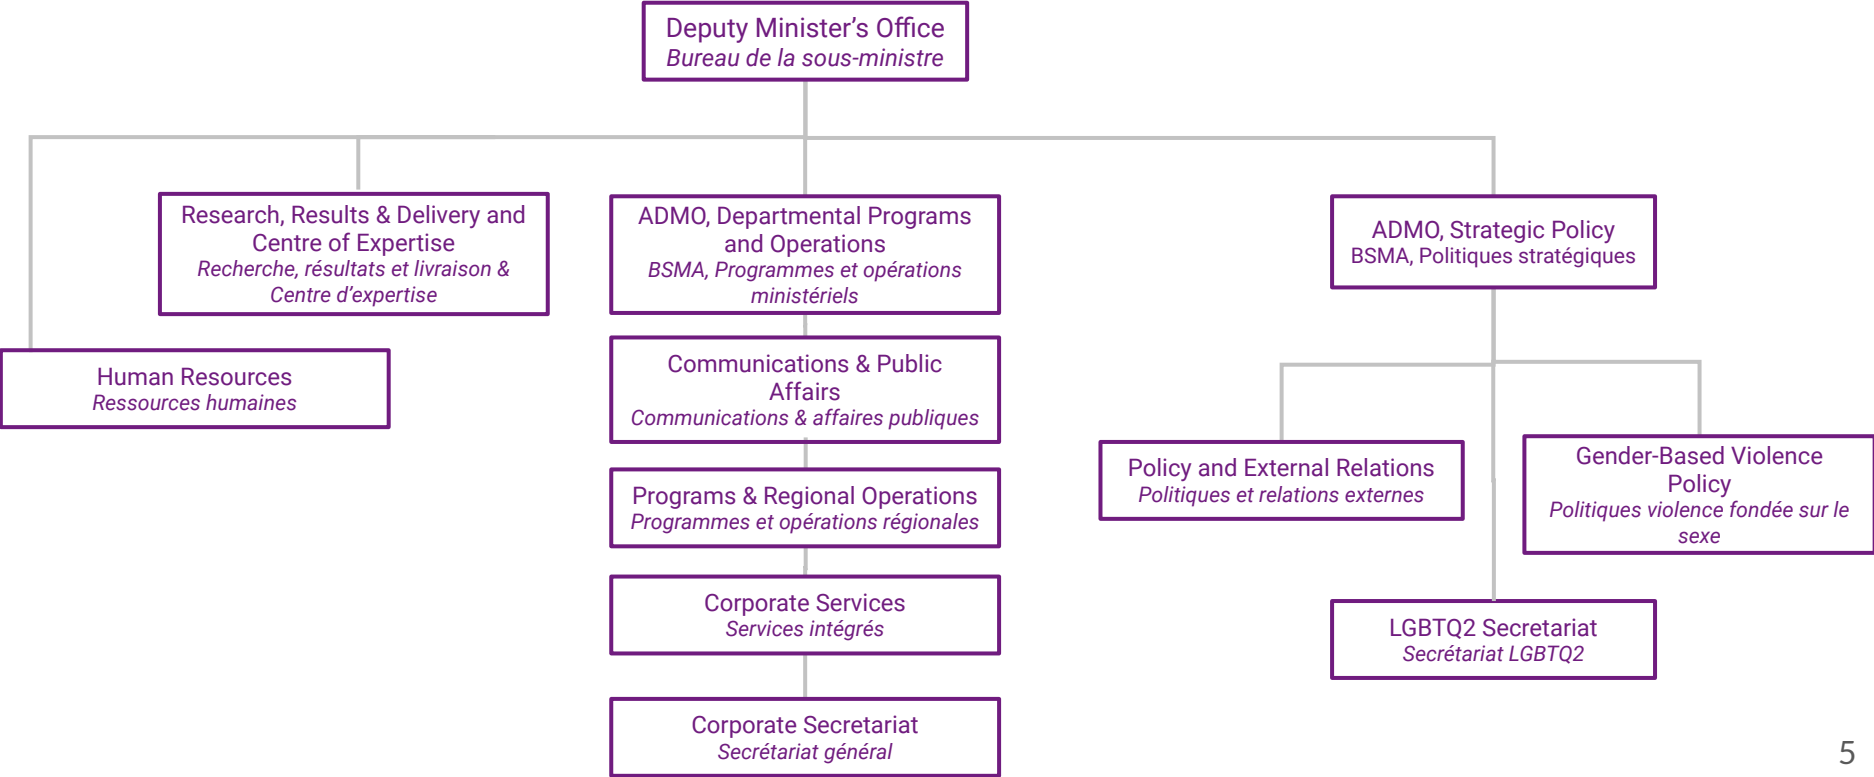 Deputy Minister’s Office
Bureau de la sous-ministre
Research, Results & Delivery and
Centre of Expertise
Recherche, résultats et livraison &
Centre d’expertise
ADMO, Departmental Programs
and Operations
BSMA, Programmes et opérations
ministériels
ADMO, Strategic Policy
BSMA, Politiques stratégiques
Human Resources
Ressources humaines
Communications & Public
Affairs
Communications & affaires publiques
Programs & Regional Operations
Programmes et opérations régionales
Corporate Services
Services intégrés
Corporate Secretariat
Secrétariat général
Policy and External Relations
Politiques et relations externes
Gender-Based Violence
Policy
Politiques violence fondée sur le
sexe
LGBTQ2 Secretariat
Secrétariat LGBTQ2
5